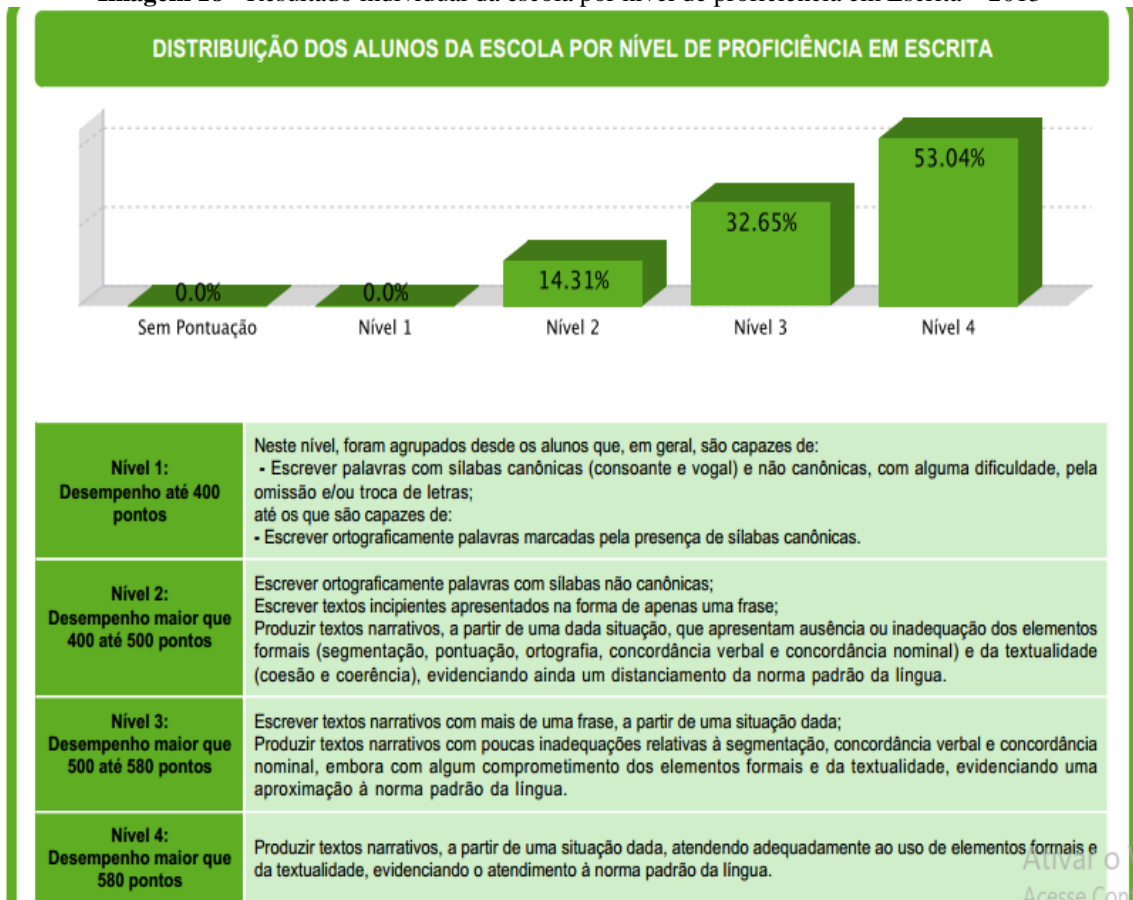 DISTRIBUIÇÃO DOS ALUNOS DA ESCOLA POR NÍVEL DE PROFICIÊNCIA EM ESCRITA
53.04%
32.65%
14.31%
0.0%
0.0%
Sem Pontuação
Nível 1
Nível 2
Nível 3
Nível 4
Nível 1:
Desempenho até 400
pontos
Neste nível, foram agrupados desde os alunos que, em geral, são capazes de:
- Escrever palavras com sílabas canônicas (consoante e vogal) e não canônicas, com alguma dificuldade, pela
omissão e/ou troca de letras;
até os que são capazes de:
- Escrever ortograficamente palavras marcadas pela presença de sílabas canônicas.
Nível 2:
Desempenho maior que
400 até 500 pontos
Escrever ortograficamente palavras com sílabas não canônicas;
Escrever textos incipientes apresentados na forma de apenas uma frase;
Produzir textos narrativos, a partir de uma dada situação, que apresentam ausência ou inadequação dos elementos
formais (segmentação, pontuação, ortografia, concordância verbal e concordância nominal) e da textualidade
(coesão e coerência), evidenciando ainda um distanciamento da norma padrão da língua.
Nível 3:
Desempenho maior que
500 até 580 pontos
Escrever textos narrativos com mais de uma frase, a partir de uma situação dada;
Produzir textos narrativos com poucas inadequações relativas à segmentação, concordância verbal e concordância
nominal, embora com algum comprometimento dos elementos formais e da textualidade, evidenciando uma
aproximação à norma padrão da língua.
Nível 4:
Desempenho maior que
580 pontos
Produzir textos narrativos, a partir de uma situação dada, atendendo adequadamente ao uso de elementos formais e
da textualidade, evidenciando o atendimento à norma padrão da língua.
Ativar o